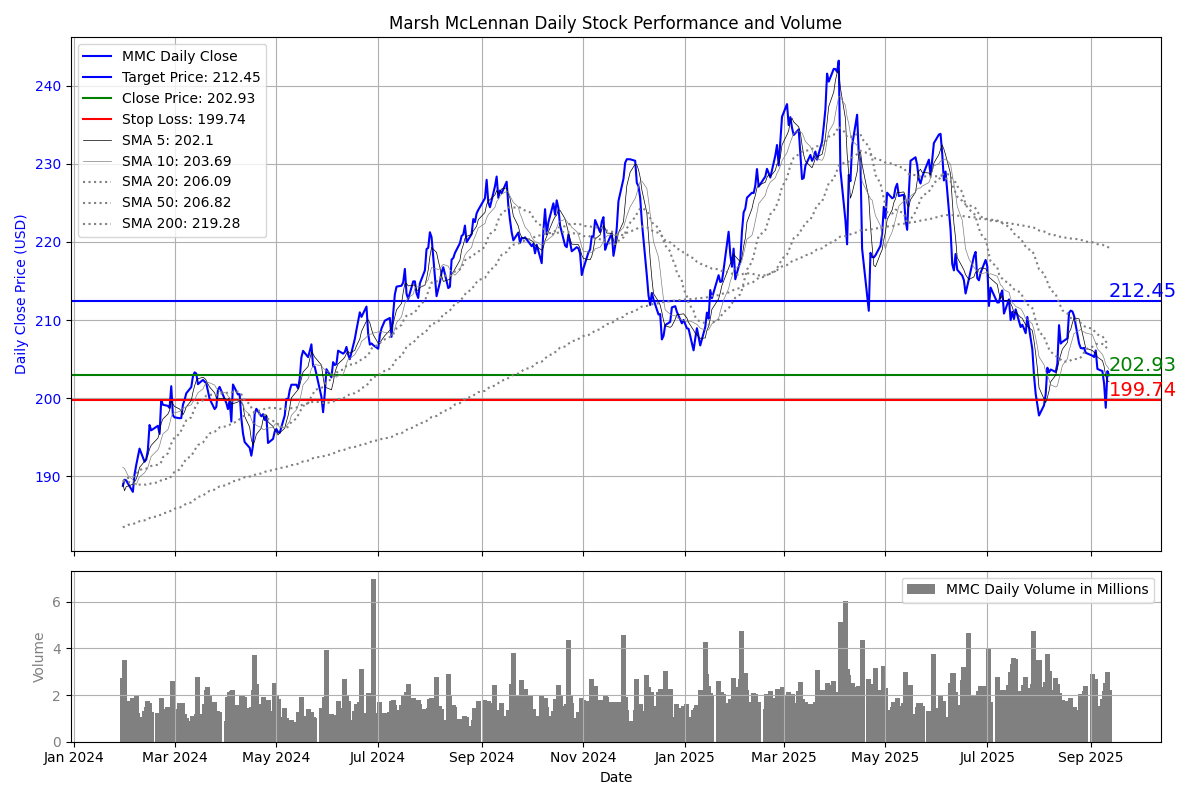 Marsh McLennan Daily Stock Performance and Volume
MMC Daily Close
Target Price: 212.45
Close Price: 202.93
Stop Loss: 199.74
SMA 5: 202.1
SMA 10: 203.69
SMA 20: 206.09
SMA 50: 206.82
SMA 200: 219.28
Daily Close Price (USD)
240
230
220
210
200
190
212.45
202.93
199.74
MMC Daily Volume in Millions
Volume
6
4
2
0
Jan 2024 Mar 2024 May 2024 Jul 2024 Sep 2024 Nov 2024 Jan 2025 Mar 2025 May 2025 Jul 2025 Sep 2025
Date